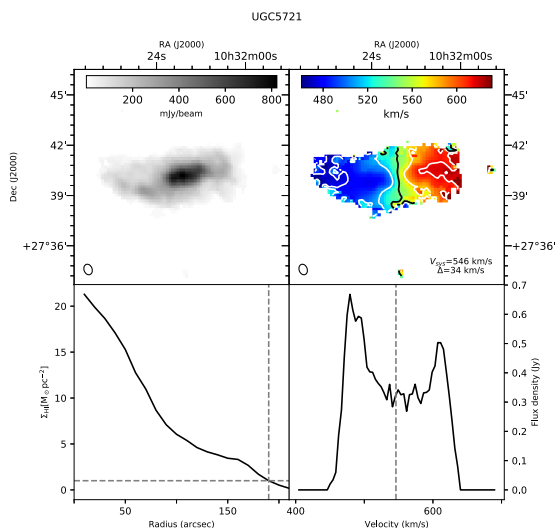 UGC5721
RA (J2000)
24s
10h32m00s
RA (J2000)
24s
10h32m00s
45'
42'
39'
+27°36'
Dec (J2000)
200
400
600
800
mJy/beam
480
520
560
600
km/s
45'
42'
39'
+27°36'
V_sys=546 km/s
Δ=34 km/s
20
15
10
5
0
Σ_HI[M_⊙pc⁻²]
50
150
Radius (arcsec)
0.7
0.6
0.5
0.4
0.3
0.2
0.1
0.0
Flux density (Jy)
400
600
Velocity (km/s)